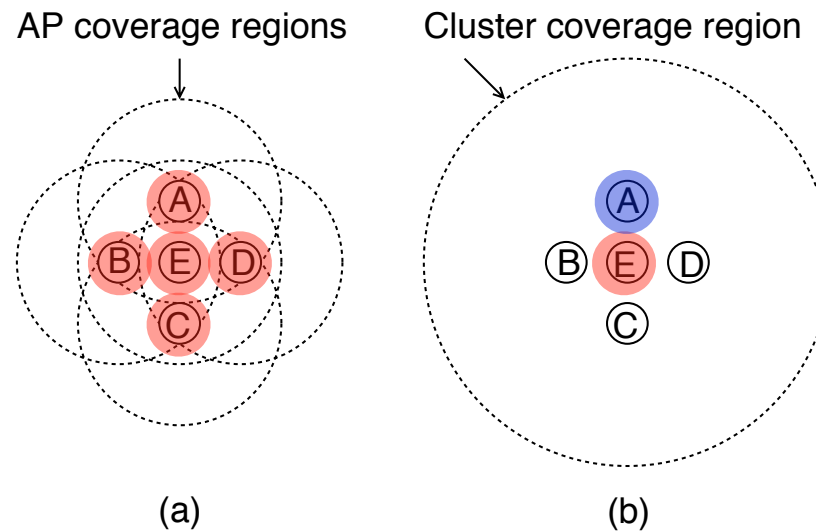 AP coverage regions
Cluster coverage region
A
B E D
C
A
B E D
C
(a)
(b)